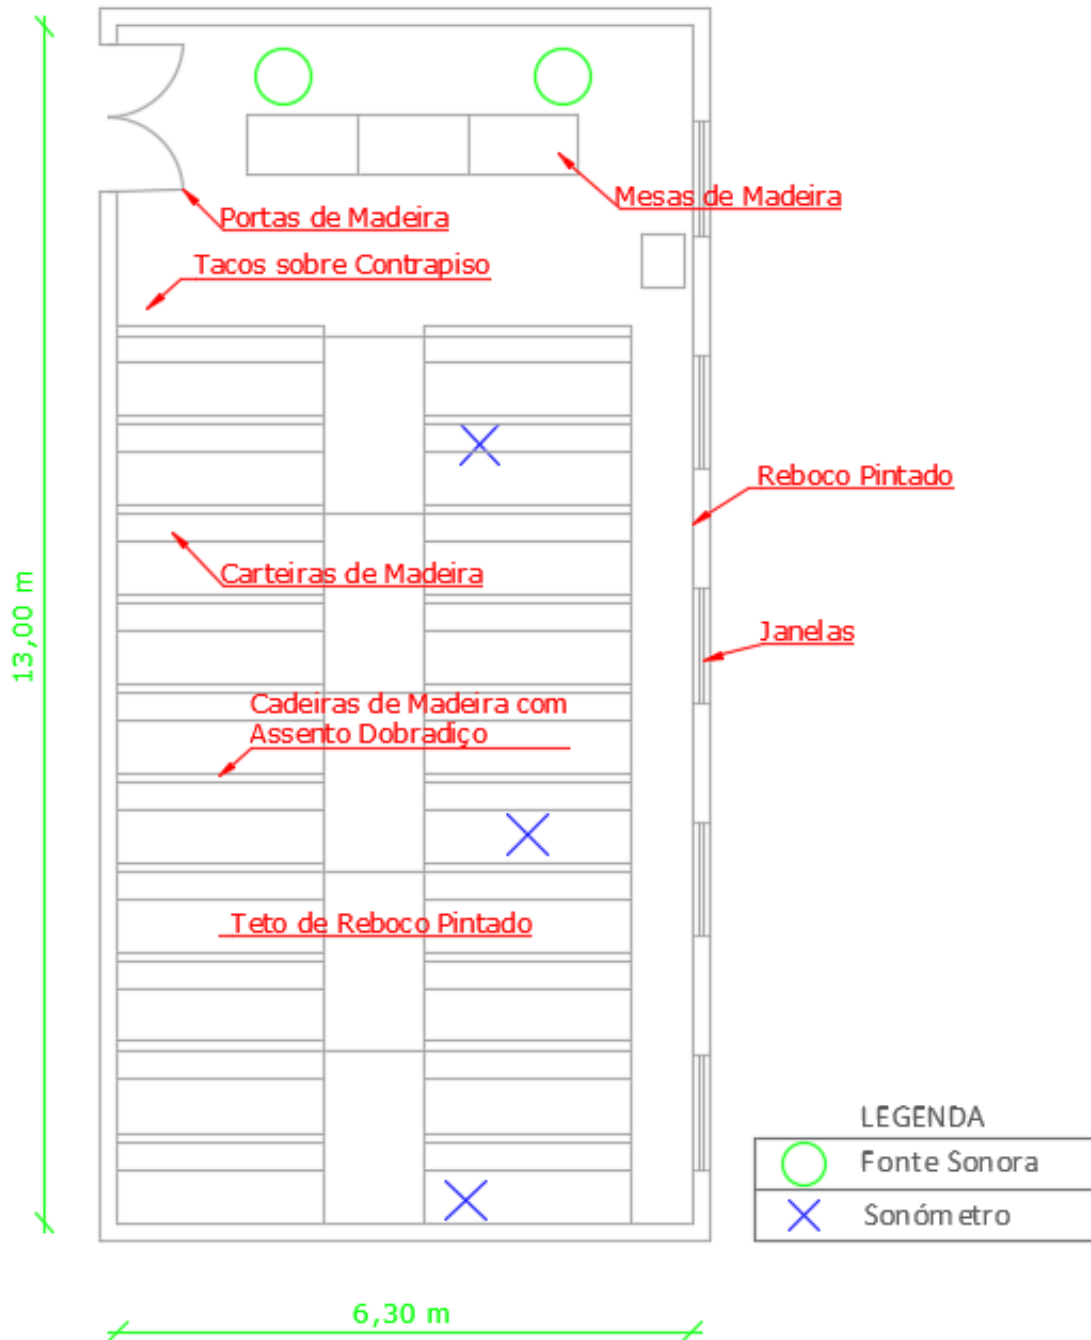 Mesas de Madeira
Portas de Madeira
Tacos sobre Contrapiso
Reboco Pintado
Carteiras de Madeira
13,00 m
Janelas
Cadeiras de Madeira com
Assento Dobradiço
Teto de Reboco Pintado
LEGENDA
Fonte Sonora
Sonómetro
6,30 m